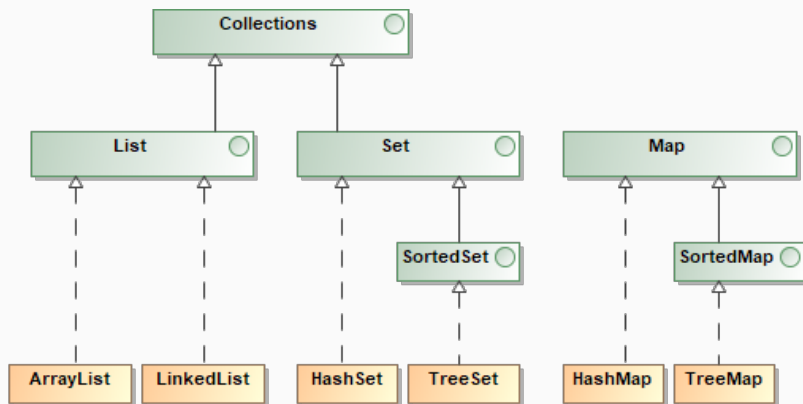 Collections
List
Set
Map
SortedSet
SortedMap
ArrayList
LinkedList
HashSet
TreeSet
HashMap
TreeMap